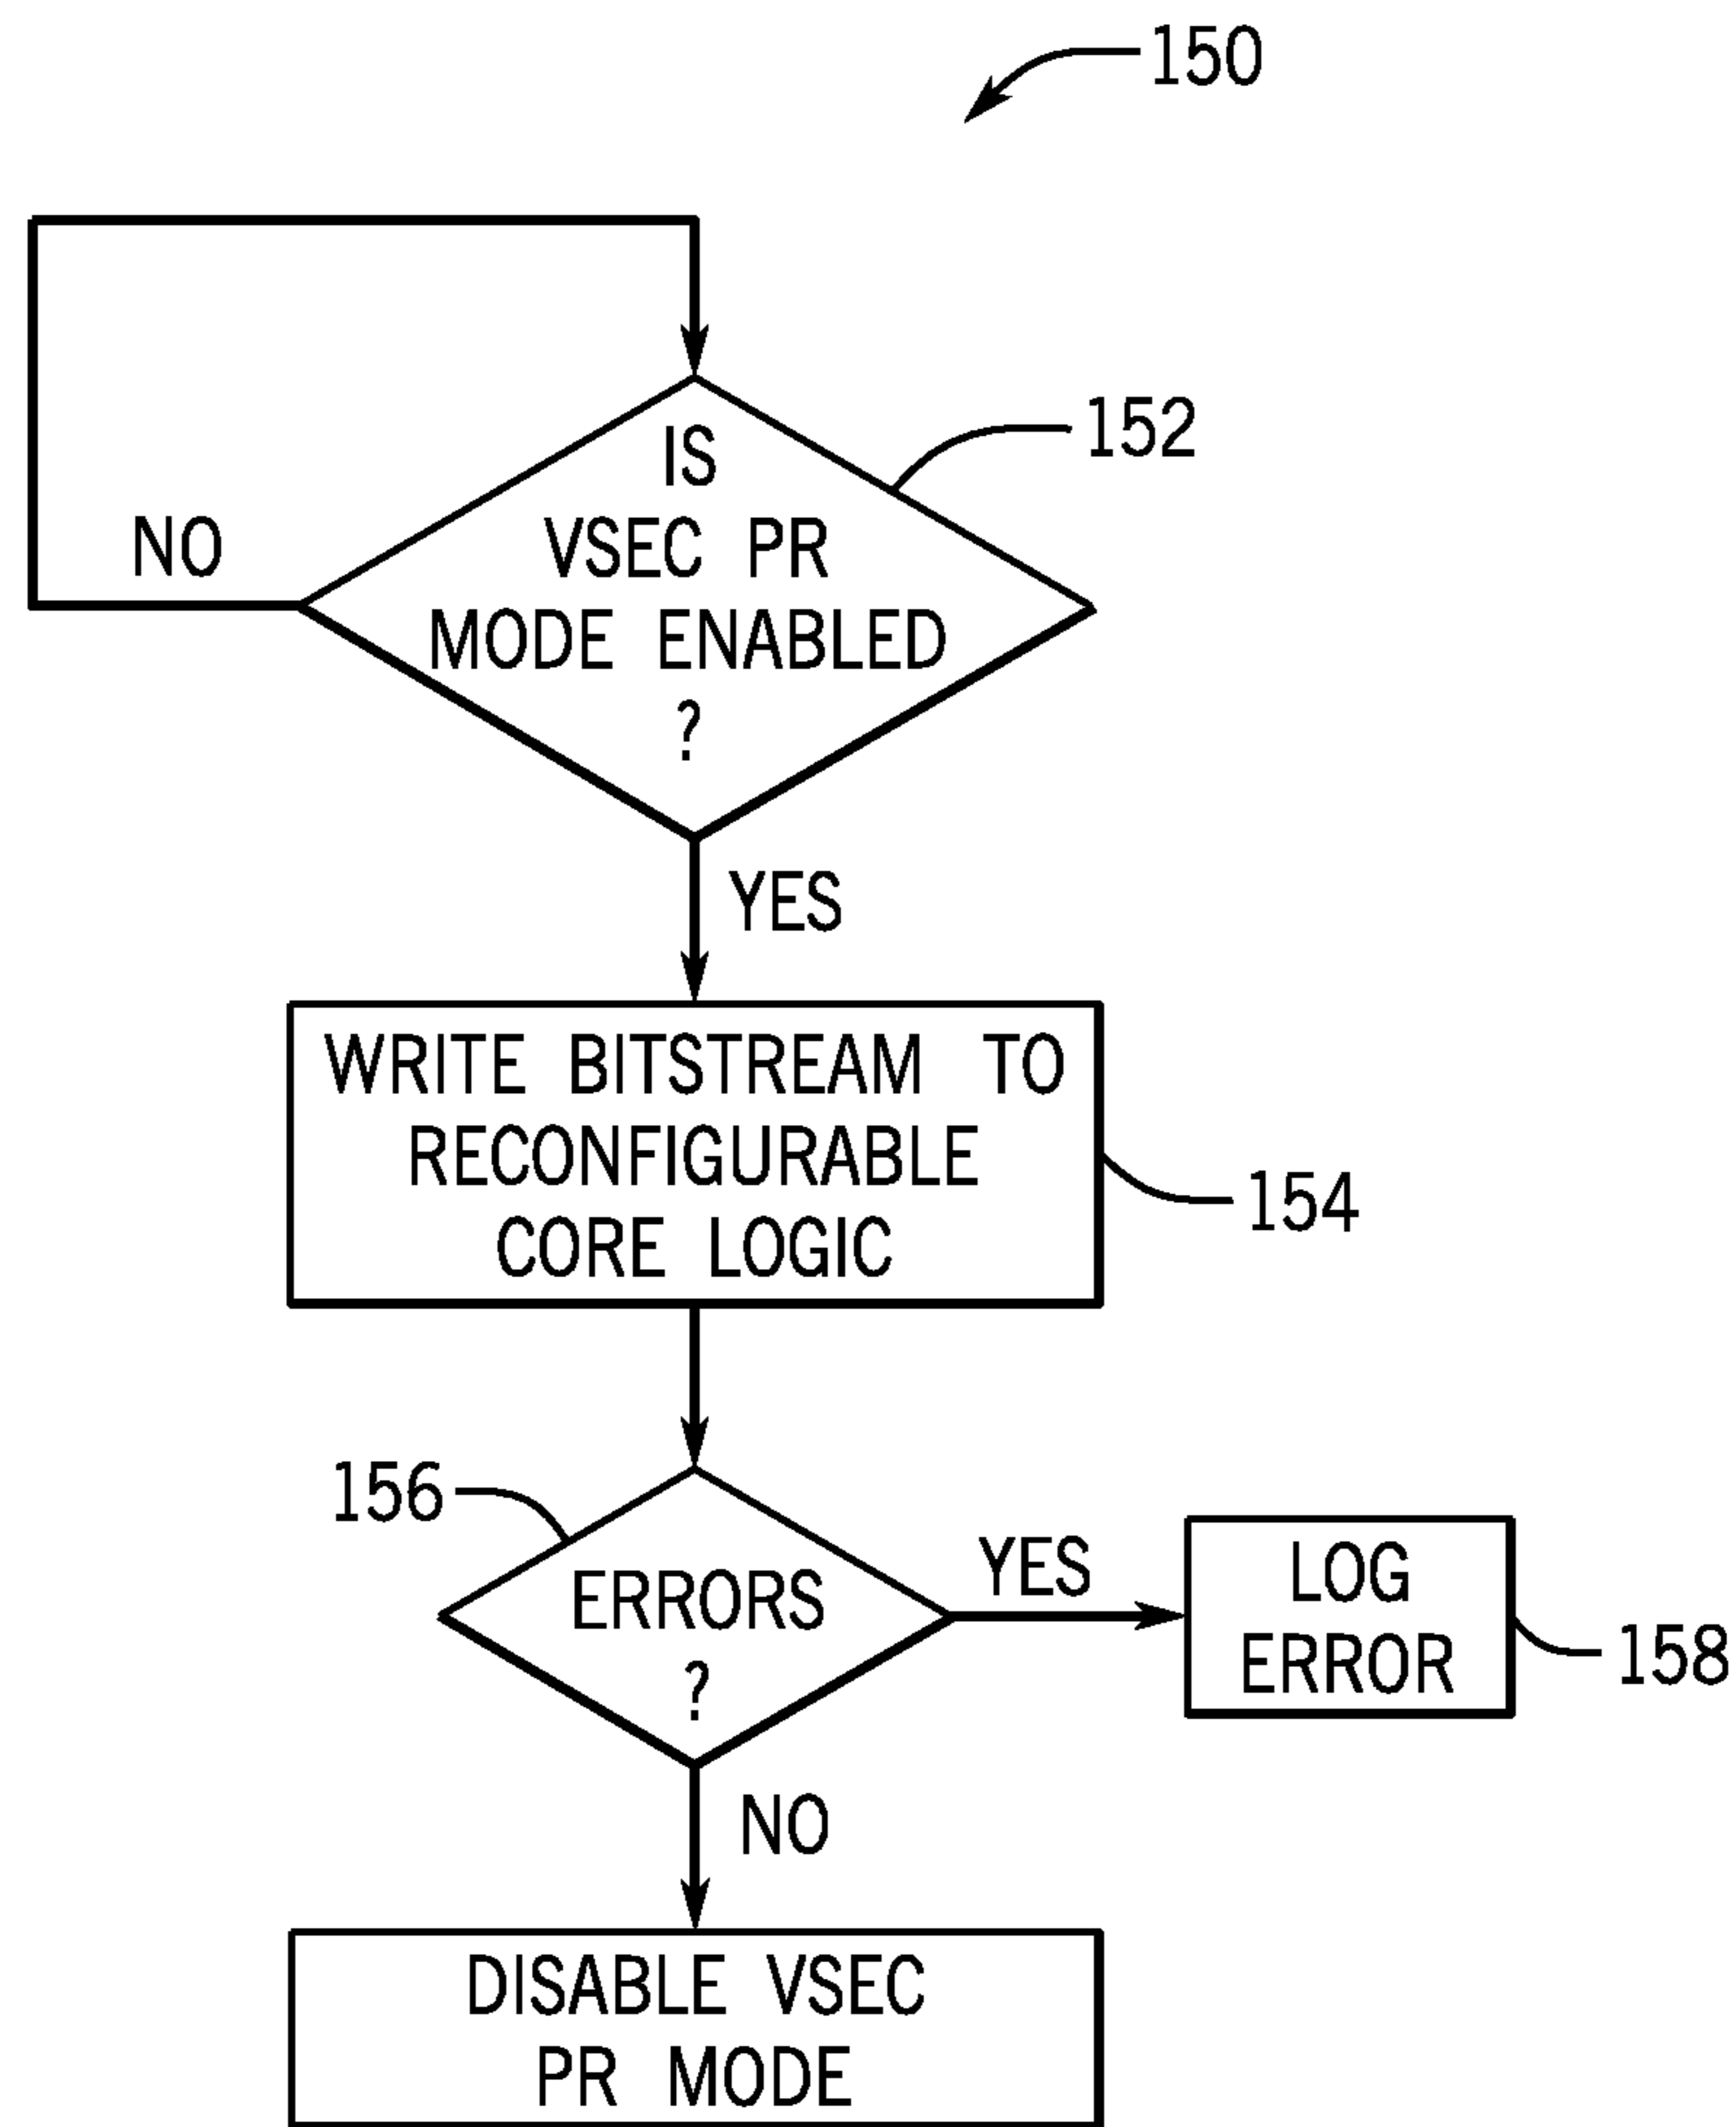 150
152
IS
VSEC PR
MODE ENABLED
?
NO
YES
WRITE BITSTREAM TO
RECONFIGURABLE
CORE LOGIC
154
156
ERRORS
?
YES
LOG
ERROR
158
NO
DISABLE VSEC
PR MODE